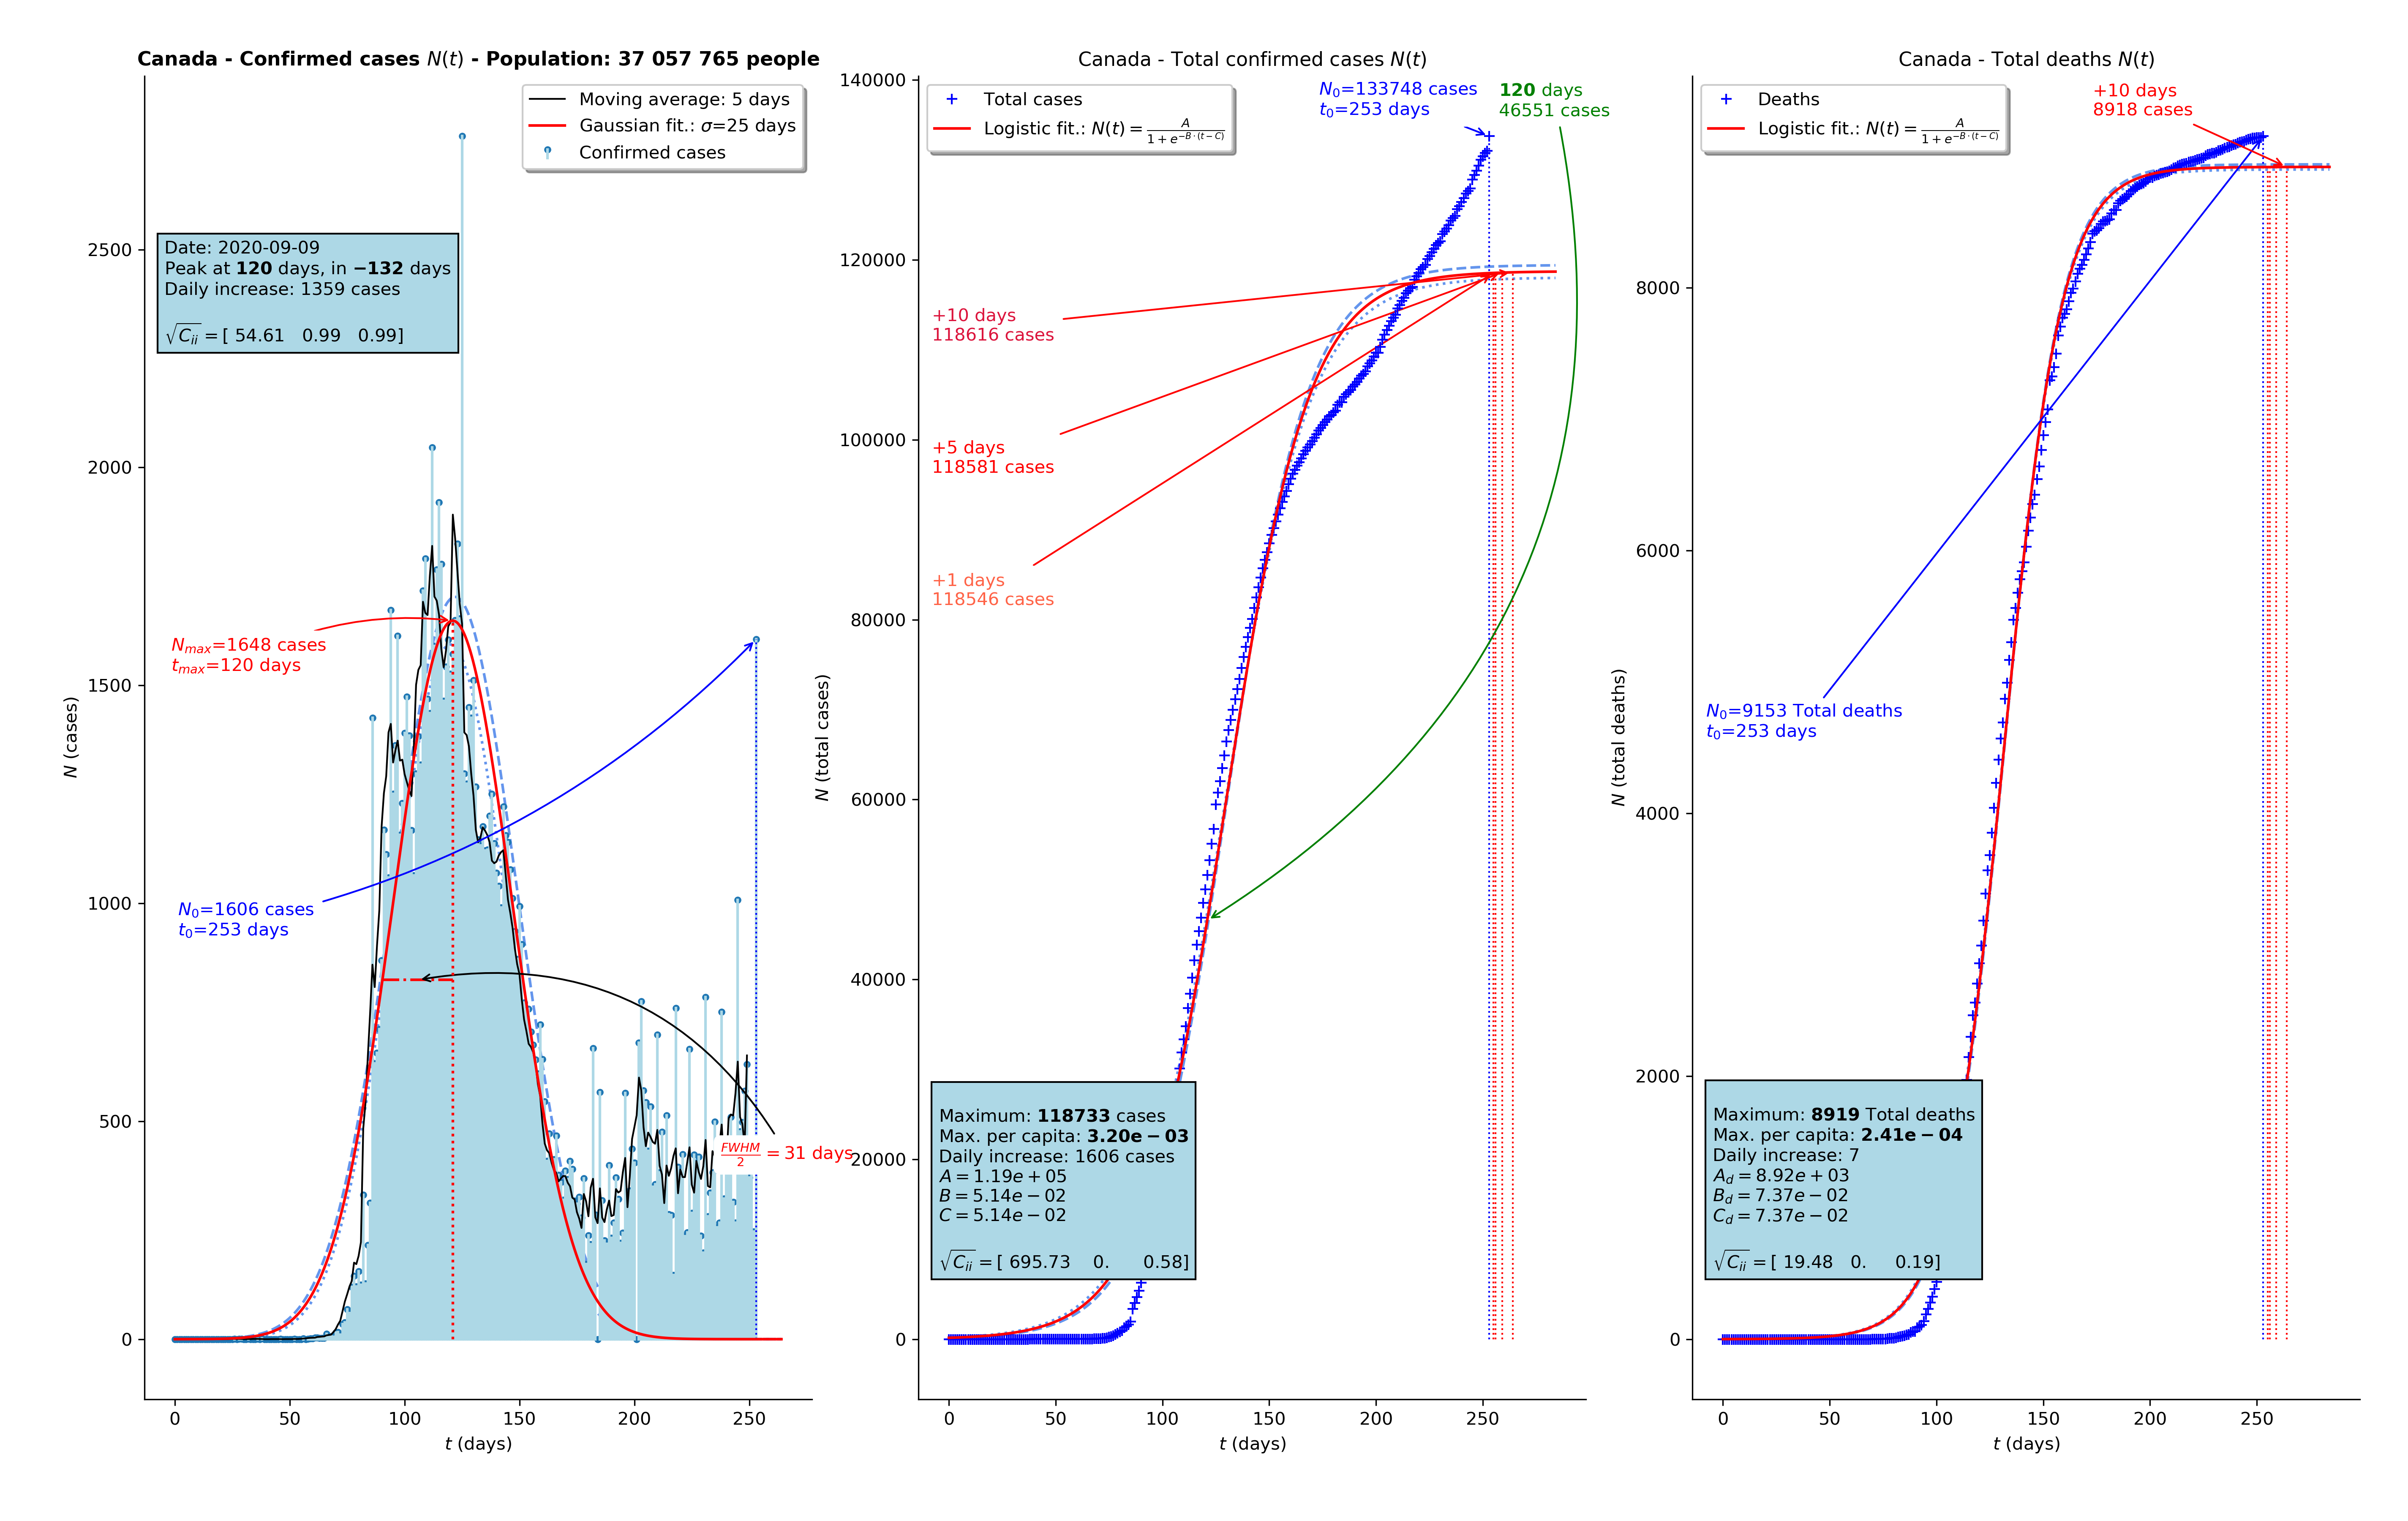 Canada - Confirmed cases N(t) - Population: 37 057 765 people
Moving average: 5 days
Gaussian fit.: σ=25 days
Confirmed cases
Date: 2020-09-09
Peak at 120 days, in −132 days
Daily increase: 1359 cases
√C_ii = [ 54.61 0.99 0.99]
N_max=1648 cases
t_max=120 days
N_0=1606 cases
t_0=253 days
FWHM/2 = 31 days
N (cases)
2500
2000
1500
1000
500
0
0 50 100 150 200 250
t (days)
Canada - Total confirmed cases N(t)
Total cases
Logistic fit.: N(t) = A/(1 + e^(−B·(t−C)))
N_0=133748 cases
t_0=253 days
120 days
46551 cases
+10 days
118616 cases
+5 days
118581 cases
+1 days
118546 cases
Maximum: 118733 cases
Max. per capita: 3.20e − 03
Daily increase: 1606 cases
A = 1.19e + 05
B = 5.14e − 02
C = 5.14e − 02
√C_ii = [ 695.73 0. 0.58]
N (total cases)
140000
120000
100000
80000
60000
40000
20000
0
0 50 100 150 200 250
t (days)
Canada - Total deaths N(t)
Deaths
Logistic fit.: N(t) = A/(1 + e^(−B·(t−C)))
+10 days
8918 cases
N_0=9153 Total deaths
t_0=253 days
Maximum: 8919 Total deaths
Max. per capita: 2.41e − 04
Daily increase: 7
A_d = 8.92e + 03
B_d = 7.37e − 02
C_d = 7.37e − 02
√C_ii = [ 19.48 0. 0.19]
N (total deaths)
8000
6000
4000
2000
0
0 50 100 150 200 250
t (days)